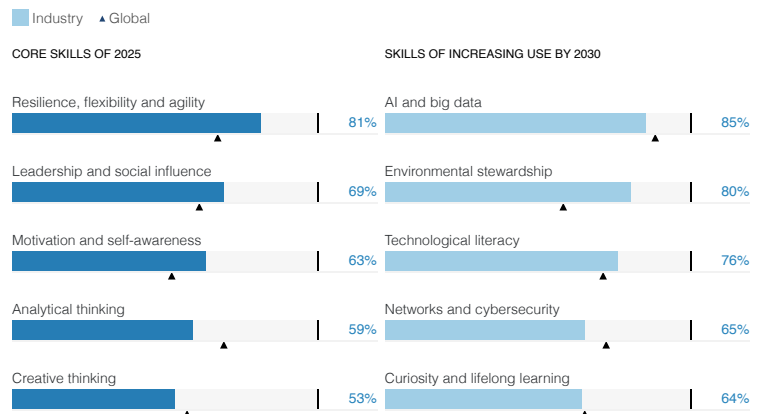 Industry Global
CORE SKILLS OF 2025
Resilience, flexibility and agility
81%
Leadership and social influence
69%
Motivation and self-awareness
63%
Analytical thinking
59%
Creative thinking
53%
SKILLS OF INCREASING USE BY 2030
AI and big data
85%
Environmental stewardship
80%
Technological literacy
76%
Networks and cybersecurity
65%
Curiosity and lifelong learning
64%